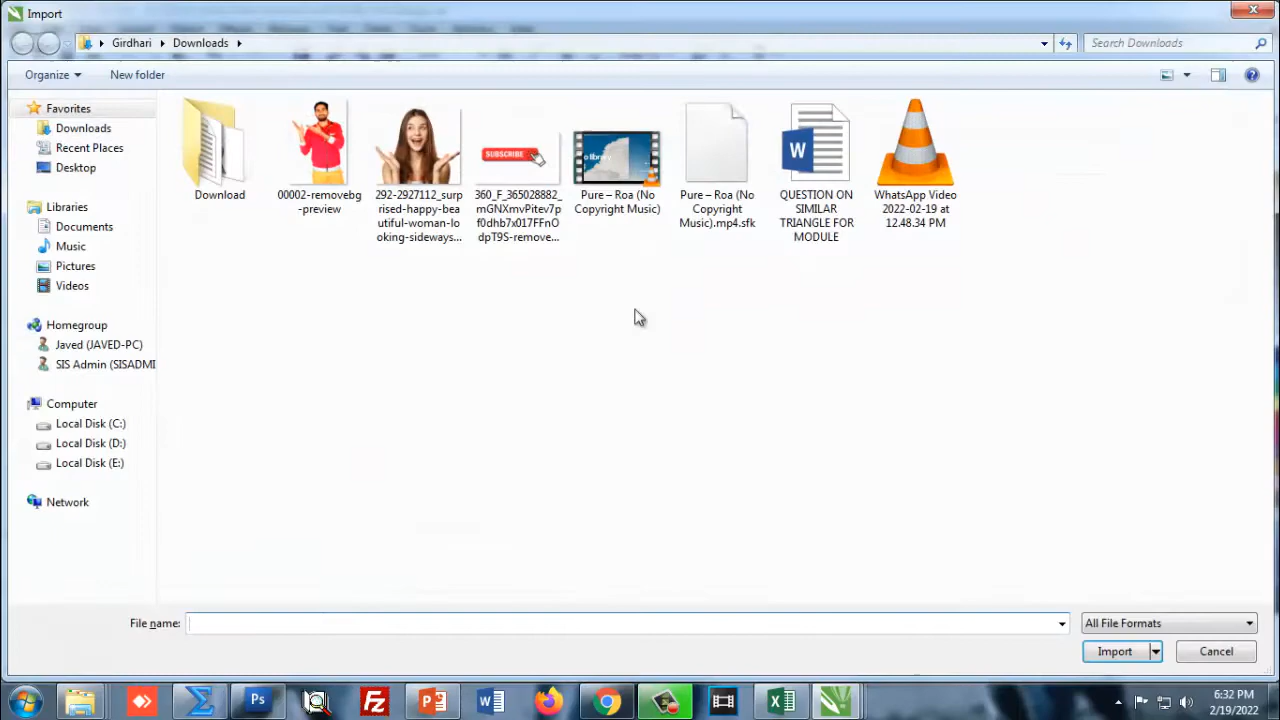 Import
Girdhari
Downloads
Search Downloads
Organize
New folder
Favorites
Downloads
Recent Places
Desktop
Libraries
Documents
Music
Pictures
Videos
Homegroup
Javed (JAVED-PC)
SIS Admin (SISADMI
Computer
Local Disk (C:)
Local Disk (D:)
Local Disk (E:)
Network
Download
00002-removebg
-preview
292-2927112_surp
rised-happy-bea
utiful-woman-lo
oking-sideways...
SUBSCRIBE
360_F_365028882_
mGNXmvPitev7p
f0dhb7x017FFnO
dpT9S-remove...
o library
Pure – Roa (No
Copyright Music)
Pure – Roa (No
Copyright
Music).mp4.sfk
W
QUESTION ON
SIMILAR
TRIANGLE FOR
MODULE
WhatsApp Video
2022-02-19 at
12.48.34 PM
File name:
All File Formats
Import
Cancel
Ps
6:32 PM
2/19/2022